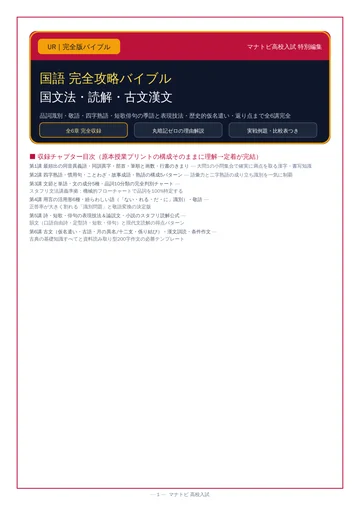 UR｜完全版バイブル
マナトビ高校入試 特別編集
国語 完全攻略バイブル
国文法・読解・古文漢文
品詞識別・敬語・四字熟語・短歌俳句の季語と表現技法・歴史的仮名遣い・返り点まで全6講完全
全6章 完全収録
丸暗記ゼロの理由解説
実戦例題・比較表つき
■ 収録チャプター目次（原本授業プリントの構成そのままに理解→定着が完結）
第1講 最頻出の同音異義語・同訓異字・部首・筆順と画数・行書のきまり ··· 大問1の小問集合で確実に満点を取る漢字・書写知識
第2講 四字熟語・慣用句・ことわざ・故事成語・熟語の構成5パターン ··· 語彙力と二字熟語の成り立ち識別を一気に制覇
第3講 文節と単語・文の成分5種・品詞10分類の完全判別チャート ···
スタフリ文法講義準拠：機械的フローチャートで品詞を100%特定する
第4講 用言の活用形6種・紛らわしい語（「ない・れる・だ・に」識別）・敬語 ···
正答率が大きく割れる「識別問題」と敬語変換の決定版
第5講 詩・短歌・俳句の表現技法＆論説文・小説のスタフリ読解公式 ···
韻文（口語自由詩・定型詩・短歌・俳句）と現代文読解の得点パターン
第6講 古文（仮名遣い・古語・月の異名/十二支・係り結び）・漢文訓読・条件作文 ···
古典の基礎知識すべてと資料読み取り型200字作文の必勝テンプレート
— 1 — マナトビ 高校入試